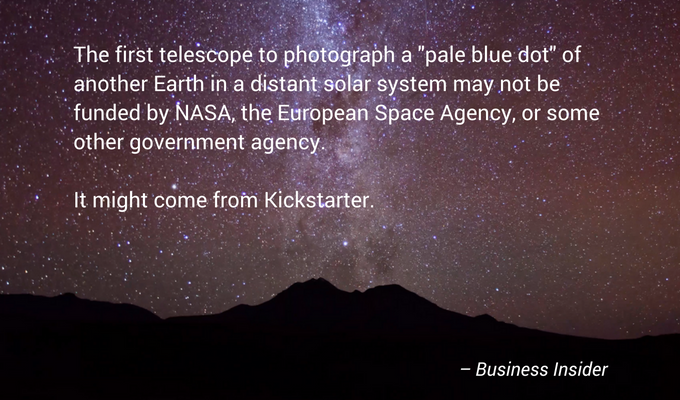 The first telescope to photograph a "pale blue dot" of
another Earth in a distant solar system may not be
funded by NASA, the European Space Agency, or some
other government agency.
It might come from Kickstarter.
– Business Insider